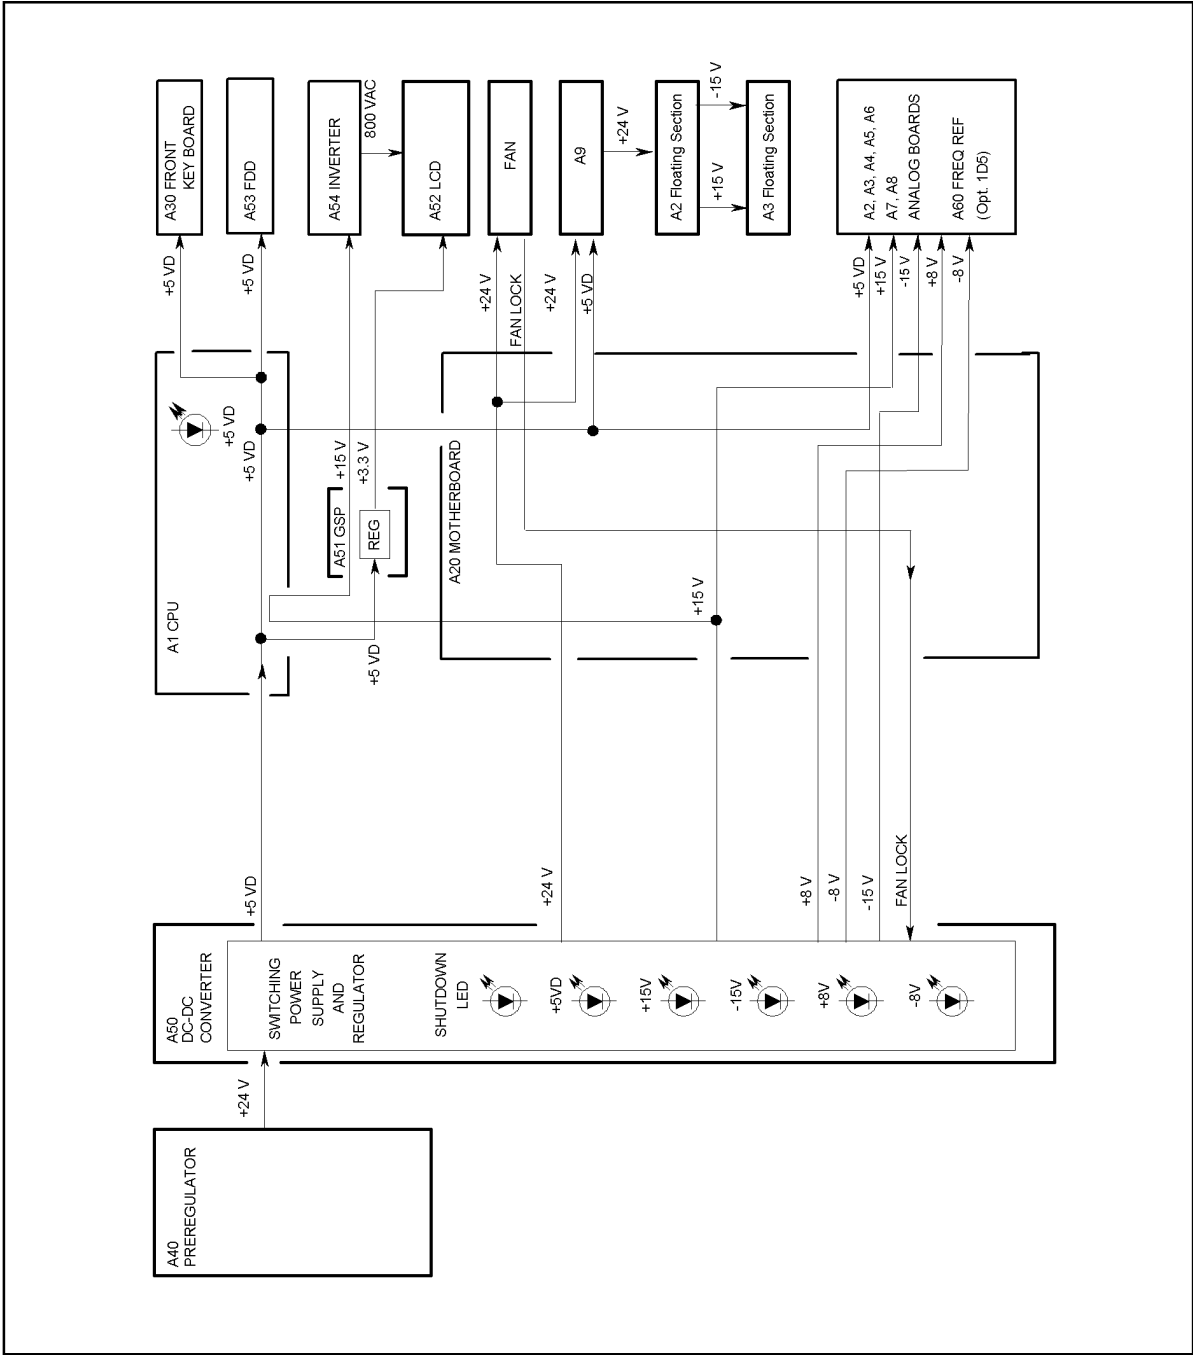 A40
PREREGULATOR
+24 V
A50
DC-DC
CONVERTER
SWITCHING
POWER
SUPPLY
AND
REGULATOR
SHUTDOWN
LED
+5VD
+15V
-15V
+8V
-8V
+5 VD
+24 V
+8 V
-8 V
-15 V
FAN LOCK
A1 CPU
+5 VD
+5 VD
+5 VD
A51 GSP
REG
+15 V
+3.3 V
A20 MOTHERBOARD
+15 V
+5 VD
+5 VD
+24 V
FAN LOCK
+24 V
+5 VD
+5 VD
+15 V
-15 V
+8 V
-8 V
A30 FRONT
KEY BOARD
A53 FDD
A54 INVERTER
800 VAC
A52 LCD
FAN
A9
+24 V
A2 Floating Section
+15 V
-15 V
A3 Floating Section
A2, A3, A4, A5, A6
A7, A8
ANALOG BOARDS
A60 FREQ REF
(Opt. 1D5)